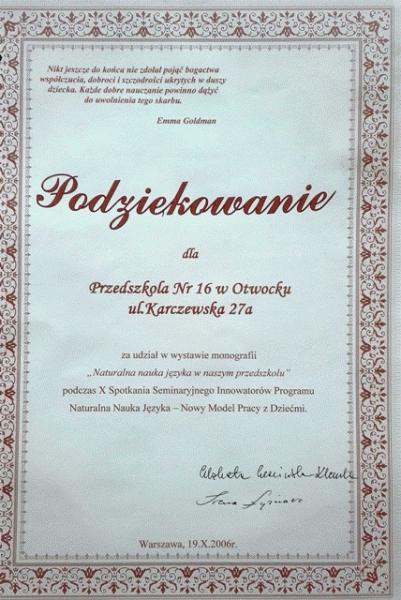 Nikt jeszcze do końca nie zdołał pojąć bogactwa
współczucia, dobroci i szczodrości ukrytych w duszy
dziecka. Każde dobre nauczanie powinno dążyć
do uwolnienia tego skarbu.
Emma Goldman
Podziękowanie
dla
Przedszkola Nr 16 w Otwocku
ul.Karczewska 27a
za udział w wystawie monografii
„Naturalna nauka języka w naszym przedszkolu”
podczas X Spotkania Seminaryjnego Innowatorów Programu
Naturalna Nauka Języka – Nowy Model Pracy z Dziećmi.
Irena
Warszawa, 19.X.2006r.